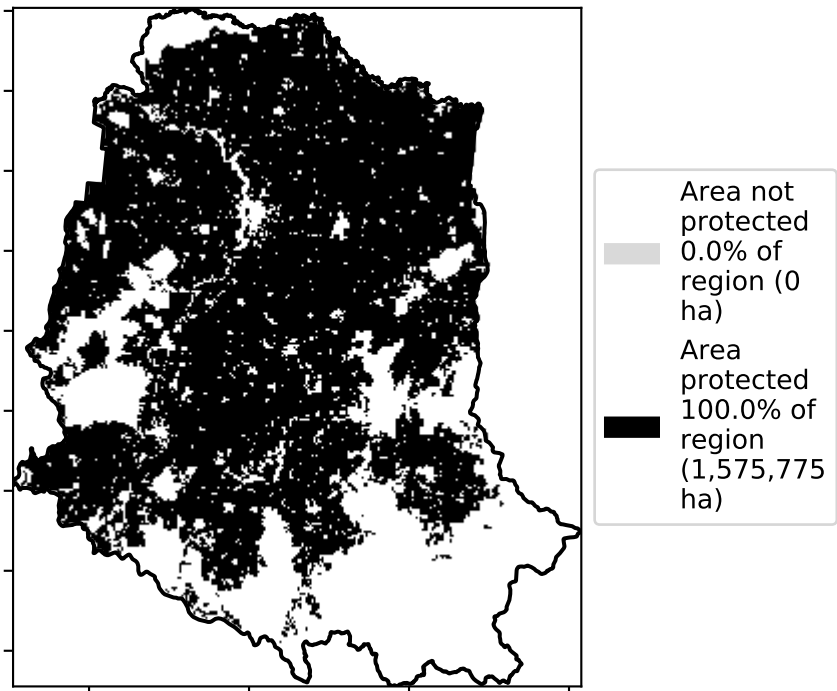 Area not
protected
0.0% of
region (0
ha)
Area
protected
100.0% of
region
(1,575,775
ha)